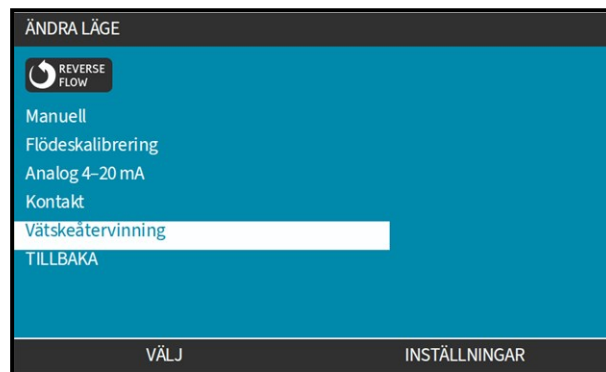 ÄNDRA LÄGE
REVERSE
FLOW
Manuell
Flödeskalibrering
Analog 4–20 mA
Kontakt
Vätskeåtervinning
TILLBAKA
VÄLJ INSTÄLLNINGAR